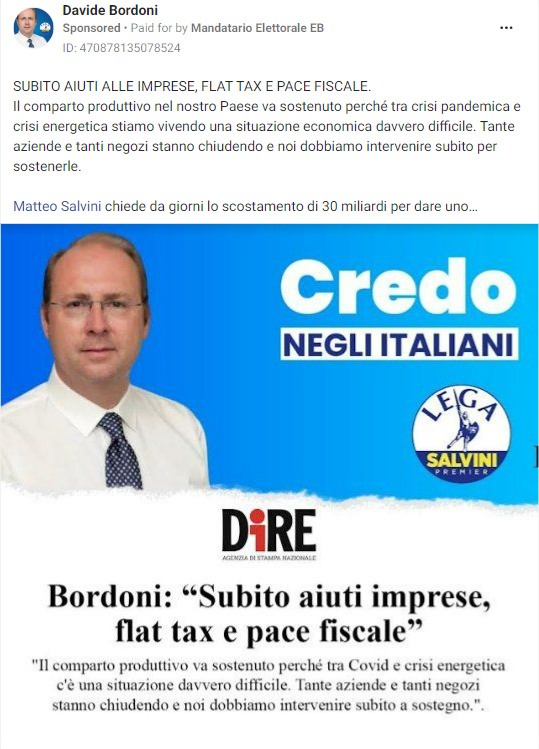 Davide Bordoni
Sponsored • Paid for by Mandatario Elettorale EB
ID: 470878135078524
SUBITO AIUTI ALLE IMPRESE, FLAT TAX E PACE FISCALE.
Il comparto produttivo nel nostro Paese va sostenuto perché tra crisi pandemica e
crisi energetica stiamo vivendo una situazione economica davvero difficile. Tante
aziende e tanti negozi stanno chiudendo e noi dobbiamo intervenire subito per
sostenerle.
Matteo Salvini chiede da giorni lo scostamento di 30 miliardi per dare uno...
Credo
NEGLI ITALIANI
LEGA
SALVINI
PREMIER
DiRE
AGENZIA DI STAMPA NAZIONALE
Bordoni: “Subito aiuti imprese,
flat tax e pace fiscale”
"Il comparto produttivo va sostenuto perché tra Covid e crisi energetica
c'è una situazione davvero difficile. Tante aziende e tanti negozi
stanno chiudendo e noi dobbiamo intervenire subito a sostegno.".